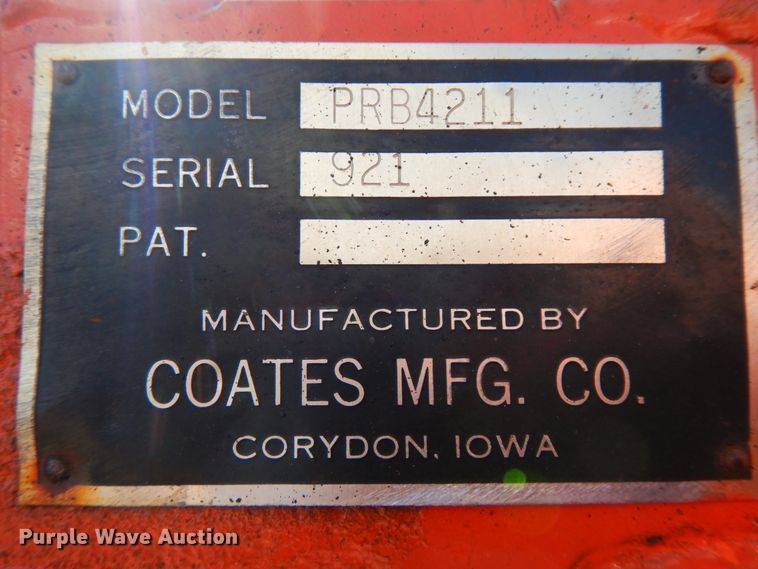 MODEL PRB4211
SERIAL 921
PAT.
MANUFACTURED BY
COATES MFG. CO.
CORYDON, IOWA
Purple Wave Auction